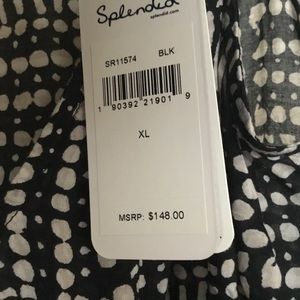 Splendid
splendid.com
SR11574 BLK
1 90392 21901 9
XL
MSRP: $148.00